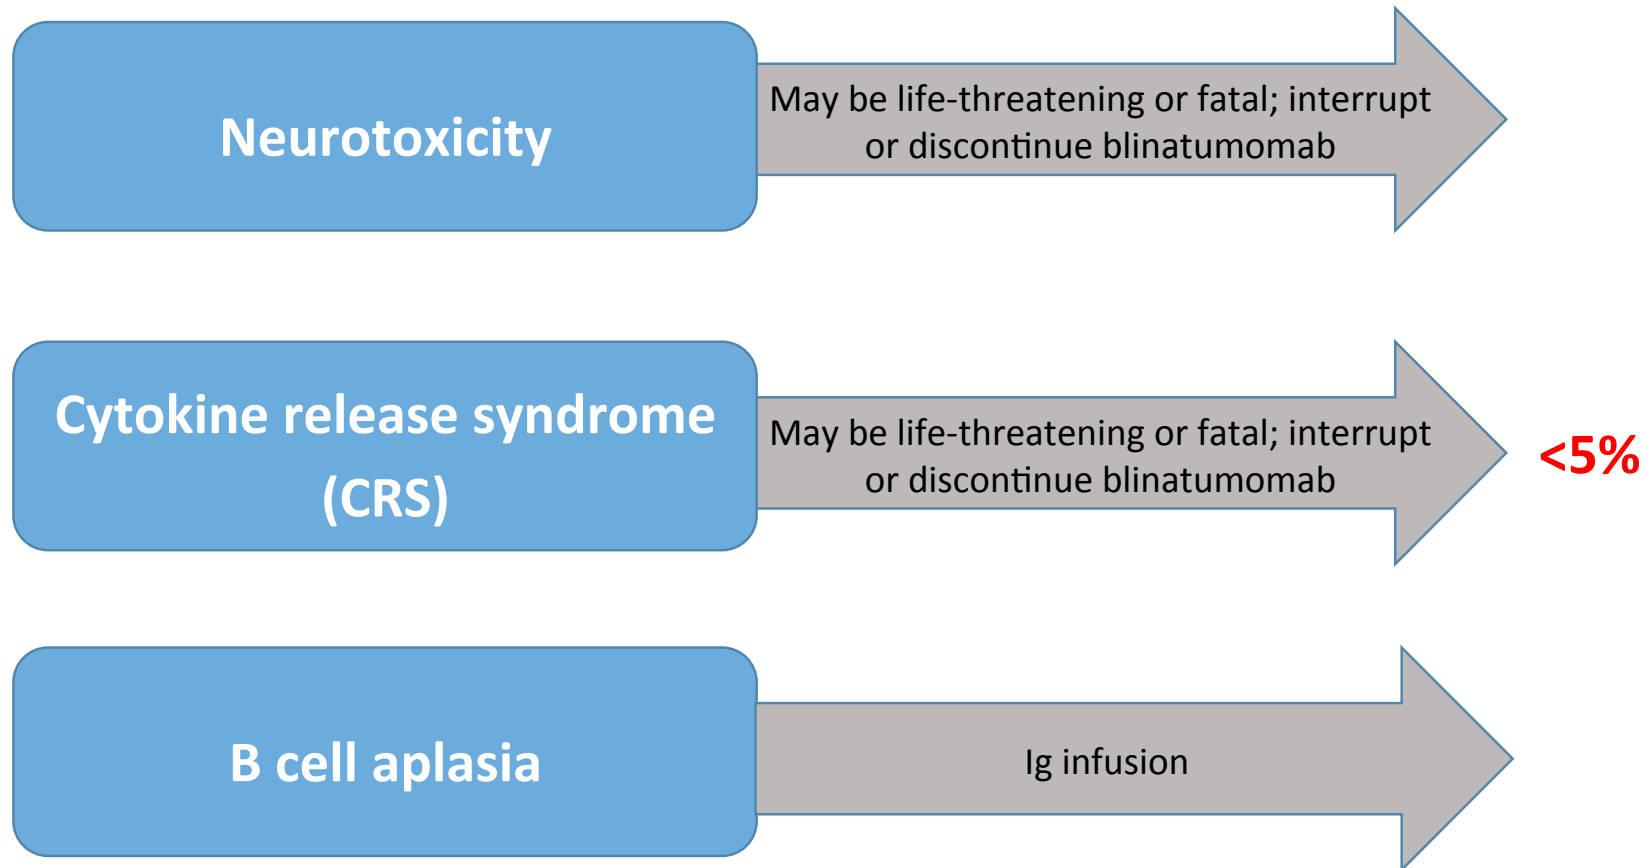 Neurotoxicity
May be life-threatening or fatal; interrupt
or discontinue blinatumomab
Cytokine release syndrome
(CRS)
May be life-threatening or fatal; interrupt
or discontinue blinatumomab
<5%
B cell aplasia
Ig infusion